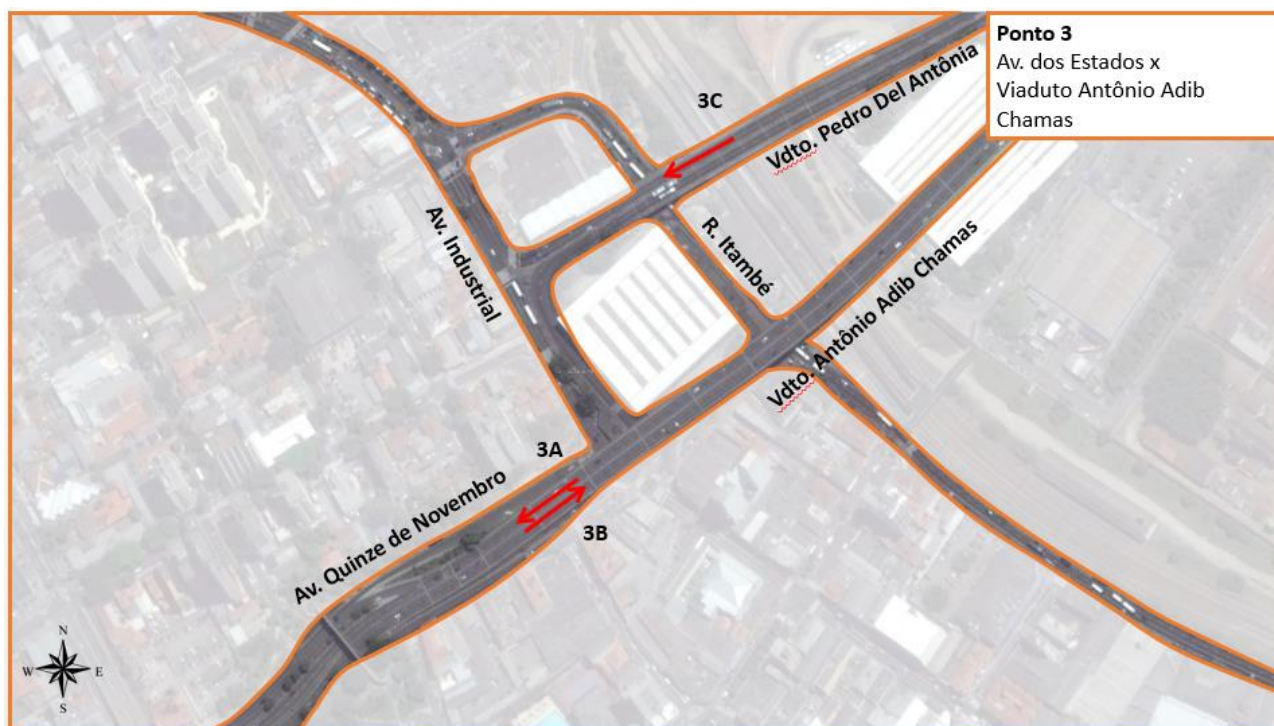 Ponto 3
Av. dos Estados x
Viaduto Antônio Adib
Chamas
3C
Vdto. Pedro Del Antônia
Av. Industrial
R. Itambé
Vdto. Antônio Adib Chamas
3A
Av. Quinze de Novembro
3B
N
W
E
S